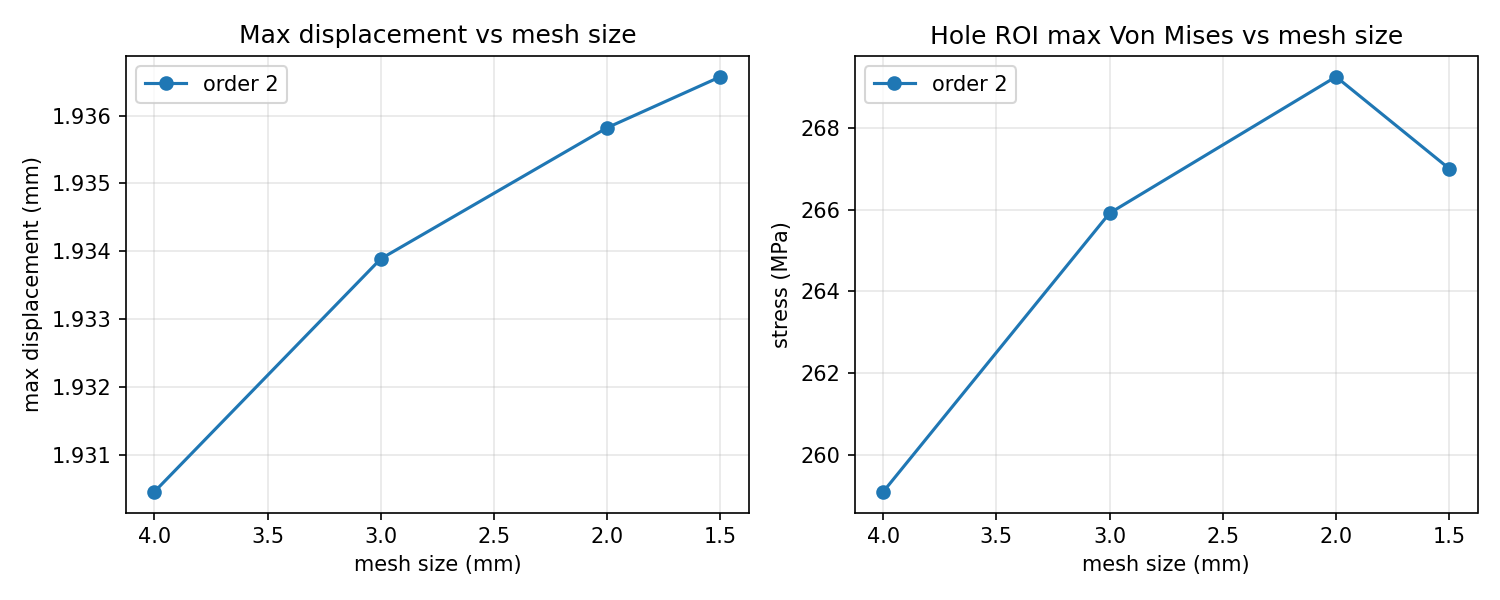 Max displacement vs mesh size
order 2
max displacement (mm)
1.936
1.935
1.934
1.933
1.932
1.931
4.0 3.5 3.0 2.5 2.0 1.5
mesh size (mm)
Hole ROI max Von Mises vs mesh size
order 2
stress (MPa)
268
266
264
262
260
4.0 3.5 3.0 2.5 2.0 1.5
mesh size (mm)